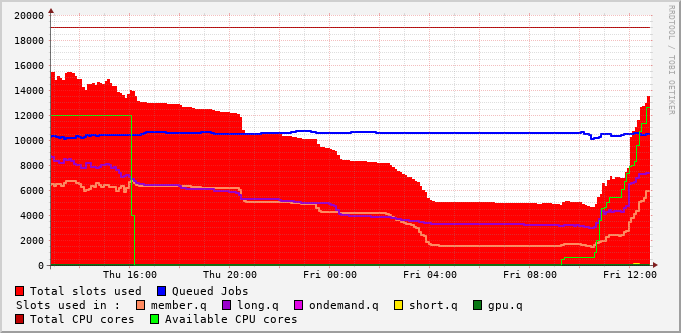 20000
18000
16000
14000
12000
10000
8000
6000
4000
2000
0
Thu 16:00 Thu 20:00 Fri 00:00 Fri 04:00 Fri 08:00 Fri 12:00
RRDTOOL / TOBI OETIKER
Total slots used Queued Jobs
Slots used in : member.q long.q ondemand.q short.q gpu.q
Total CPU cores Available CPU cores